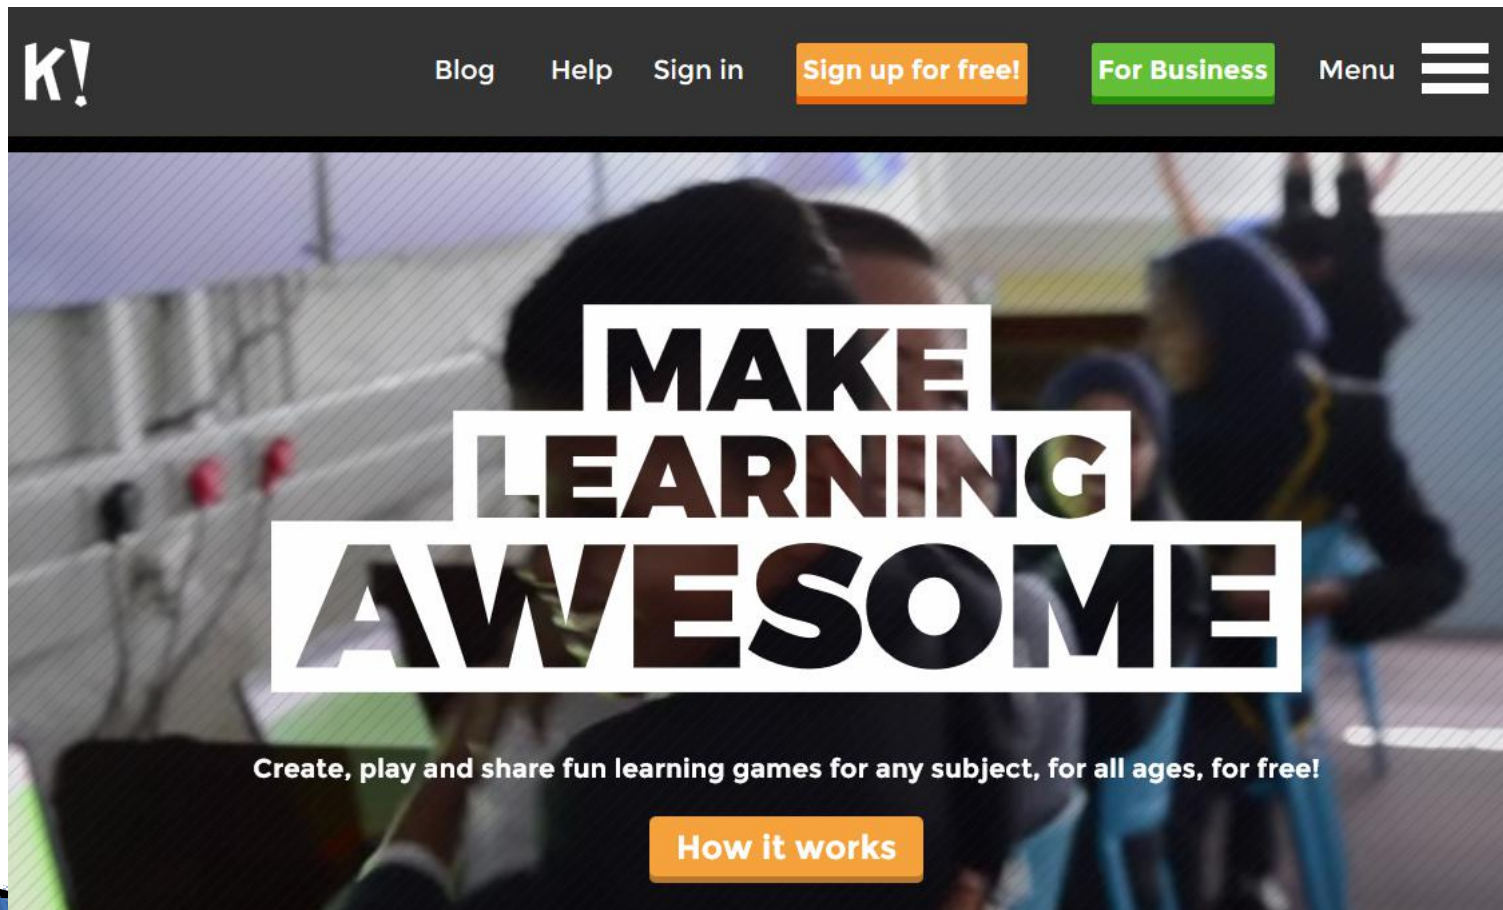 K! Blog Help Sign in Sign up for free! For Business Menu
MAKE
LEARNING
AWESOME
Create, play and share fun learning games for any subject, for all ages, for free!
How it works